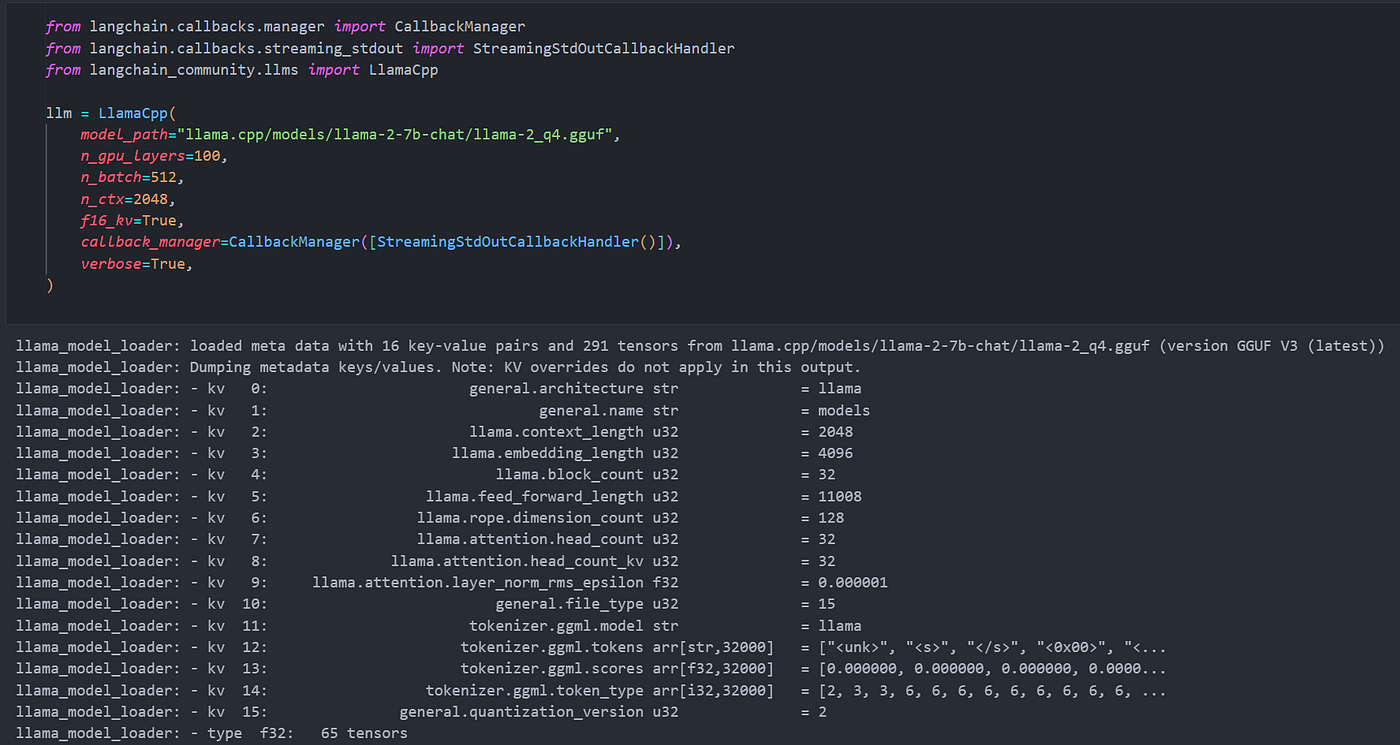 from langchain.callbacks.manager import CallbackManager
from langchain.callbacks.streaming_stdout import StreamingStdOutCallbackHandler
from langchain_community.llms import LlamaCpp

llm = LlamaCpp(
    model_path="llama.cpp/models/llama-2-7b-chat/llama-2_q4.gguf",
    n_gpu_layers=100,
    n_batch=512,
    n_ctx=2048,
    f16_kv=True,
    callback_manager=CallbackManager([StreamingStdOutCallbackHandler()]),
    verbose=True,
)

llama_model_loader: loaded meta data with 16 key-value pairs and 291 tensors from llama.cpp/models/llama-2-7b-chat/llama-2_q4.gguf (version GGUF V3 (latest))
llama_model_loader: Dumping metadata keys/values. Note: KV overrides do not apply in this output.
llama_model_loader: - kv   0:                       general.architecture str              = llama
llama_model_loader: - kv   1:                               general.name str              = models
llama_model_loader: - kv   2:                       llama.context_length u32              = 2048
llama_model_loader: - kv   3:                     llama.embedding_length u32              = 4096
llama_model_loader: - kv   4:                          llama.block_count u32              = 32
llama_model_loader: - kv   5:                  llama.feed_forward_length u32              = 11008
llama_model_loader: - kv   6:                 llama.rope.dimension_count u32              = 128
llama_model_loader: - kv   7:                 llama.attention.head_count u32              = 32
llama_model_loader: - kv   8:              llama.attention.head_count_kv u32              = 32
llama_model_loader: - kv   9:     llama.attention.layer_norm_rms_epsilon f32              = 0.000001
llama_model_loader: - kv  10:                          general.file_type u32              = 15
llama_model_loader: - kv  11:                       tokenizer.ggml.model str              = llama
llama_model_loader: - kv  12:                      tokenizer.ggml.tokens arr[str,32000]   = ["<unk>", "<s>", "</s>", "<0x00>", "<...
llama_model_loader: - kv  13:                      tokenizer.ggml.scores arr[f32,32000]   = [0.000000, 0.000000, 0.000000, 0.0000...
llama_model_loader: - kv  14:                  tokenizer.ggml.token_type arr[i32,32000]   = [2, 3, 3, 6, 6, 6, 6, 6, 6, 6, 6, 6, ...
llama_model_loader: - kv  15:               general.quantization_version u32              = 2
llama_model_loader: - type  f32:   65 tensors